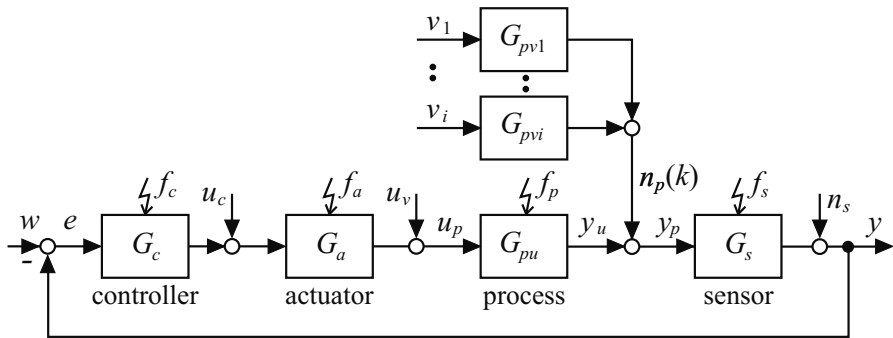 v1
Gpv1
vi
Gpvi
np(k)
fc
uc
fa
uv
fp
fs
ns
w
e
Gc
Ga
up
Gpu
yu
yp
Gs
y
-
controller
actuator
process
sensor